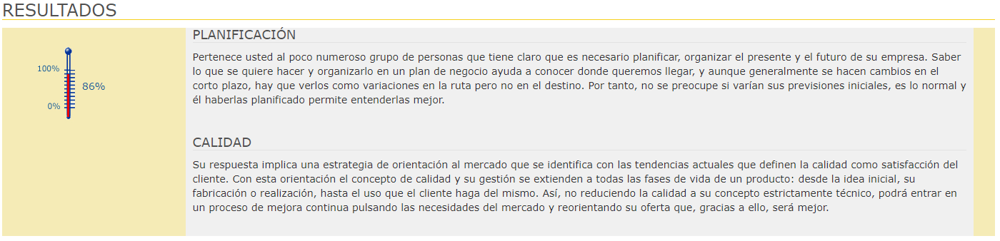 RESULTADOS
100%
86%
0%
PLANIFICACIÓN
Pertenece usted al poco numeroso grupo de personas que tiene claro que es necesario planificar, organizar el presente y el futuro de su empresa. Saber
lo que se quiere hacer y organizarlo en un plan de negocio ayuda a conocer donde queremos llegar, y aunque generalmente se hacen cambios en el
corto plazo, hay que verlos como variaciones en la ruta pero no en el destino. Por tanto, no se preocupe si varían sus previsiones iniciales, es lo normal y
él haberlas planificado permite entenderlas mejor.
CALIDAD
Su respuesta implica una estrategia de orientación al mercado que se identifica con las tendencias actuales que definen la calidad como satisfacción del
cliente. Con esta orientación el concepto de calidad y su gestión se extienden a todas las fases de vida de un producto: desde la idea inicial, su
fabricación o realización, hasta el uso que el cliente haga del mismo. Así, no reduciendo la calidad a su concepto estrictamente técnico, podrá entrar en
un proceso de mejora continua pulsando las necesidades del mercado y reorientando su oferta que, gracias a ello, será mejor.